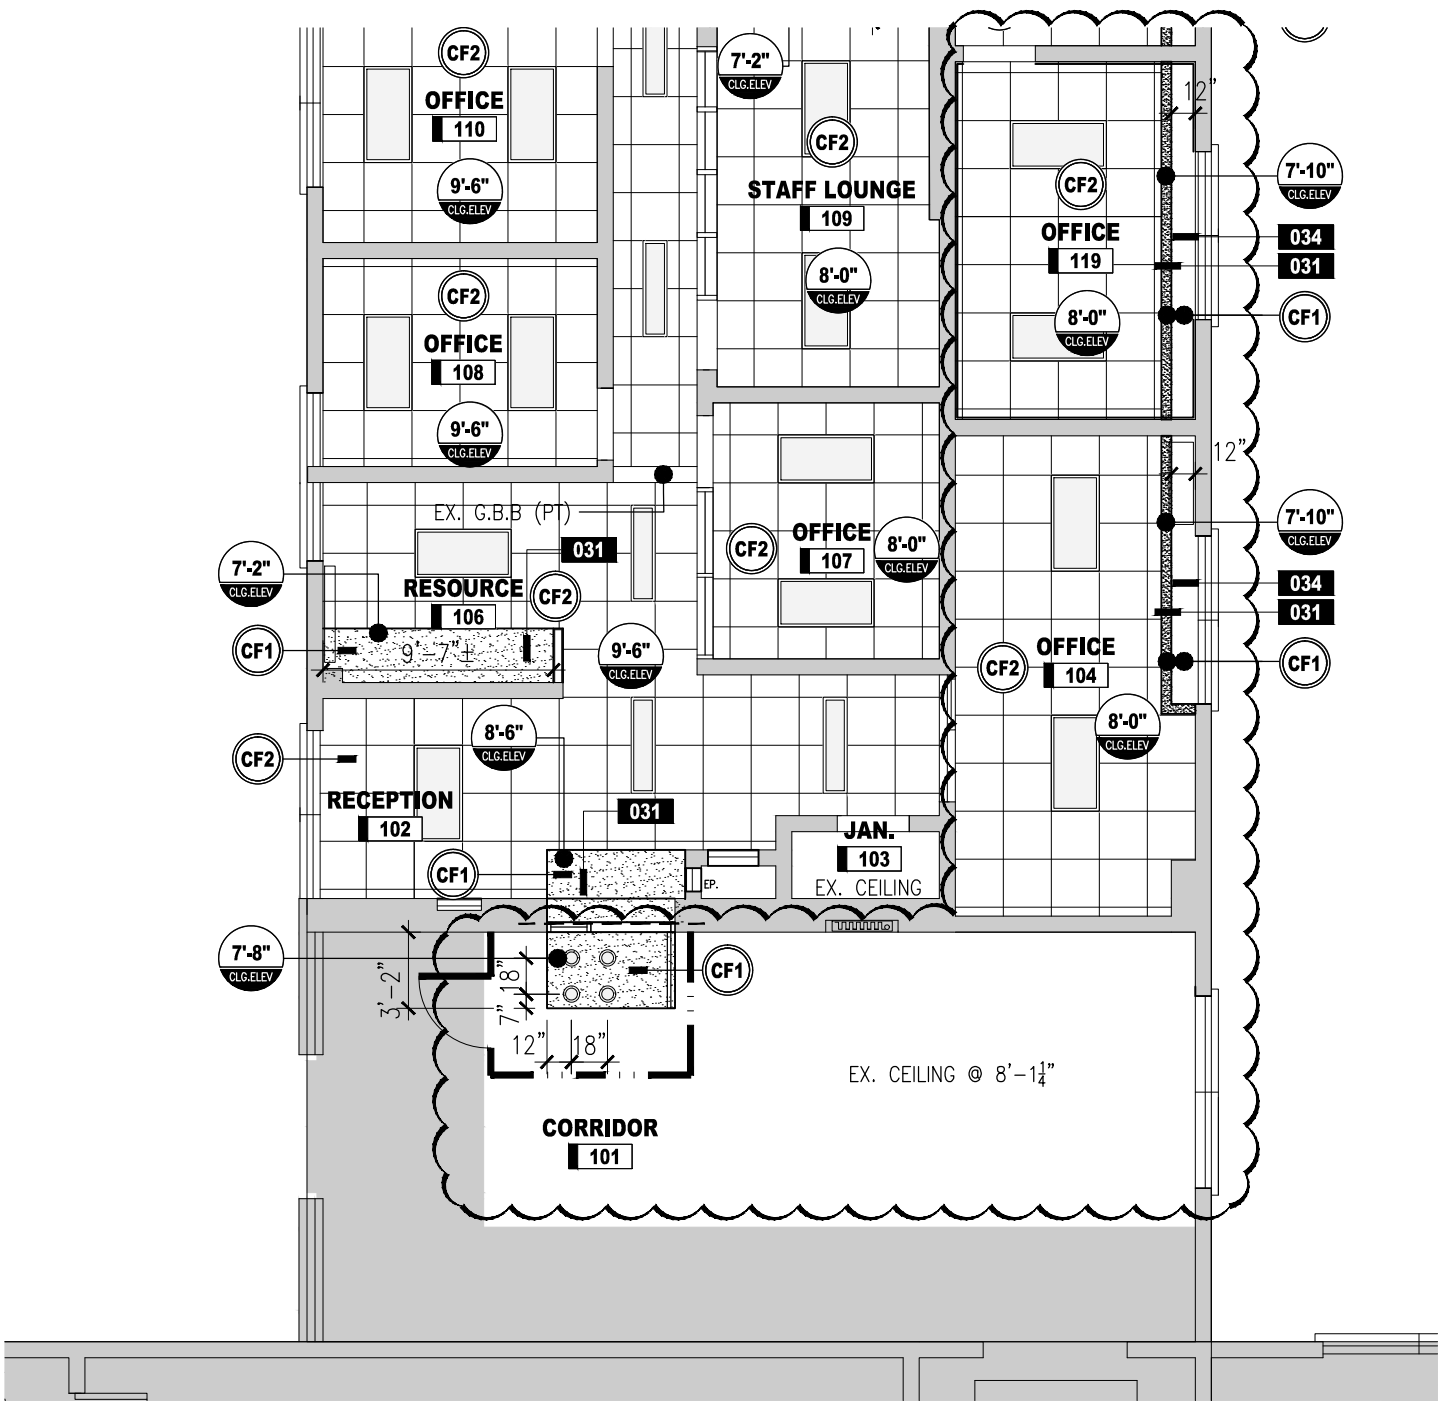 CF2
OFFICE
110
9'-6"
CLG.ELEV
7'-2"
CLG.ELEV
CF2
STAFF LOUNGE
109
8'-0"
CLG.ELEV
12"
CF2
OFFICE
119
8'-0"
CLG.ELEV
7'-10"
CLG.ELEV
034
031
CF1
CF2
OFFICE
108
9'-6"
CLG.ELEV
EX. G.B.B (PT)
031
7'-2"
CLG.ELEV
RESOURCE
106
CF2
CF1
9'-7"±
9'-6"
CLG.ELEV
CF2
OFFICE
107
8'-0"
CLG.ELEV
12"
7'-10"
CLG.ELEV
034
031
CF2
OFFICE
104
CF1
8'-0"
CLG.ELEV
8'-6"
CLG.ELEV
CF2
RECEPTION
102
031
CF1
EP.
JAN.
103
EX. CEILING
7'-8"
CLG.ELEV
3'-2"
18"
7"
CF1
12"
18"
EX. CEILING @ 8'-1¼"
CORRIDOR
101